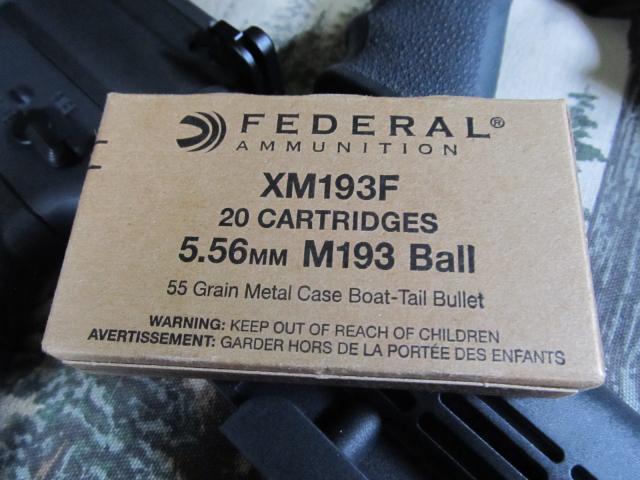 FEDERAL®
AMMUNITION
XM193F
20 CARTRIDGES
5.56MM M193 Ball
55 Grain Metal Case Boat-Tail Bullet
WARNING: KEEP OUT OF REACH OF CHILDREN
AVERTISSEMENT: GARDER HORS DE LA PORTÉE DES ENFANTS